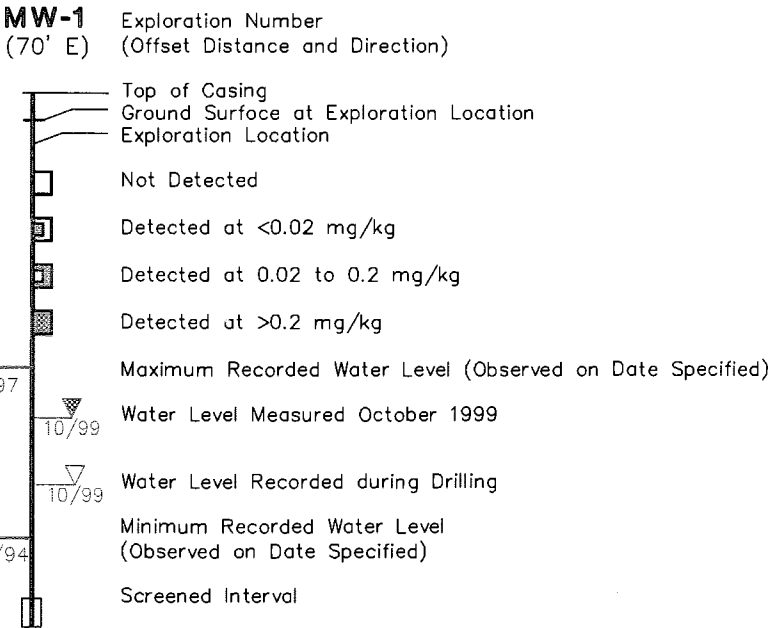 MW-1 Exploration Number
(70' E) (Offset Distance and Direction)
Top of Casing
Ground Surfoce at Exploration Location
Exploration Location
Not Detected
Detected at <0.02 mg/kg
Detected at 0.02 to 0.2 mg/kg
Detected at >0.2 mg/kg
Maximum Recorded Water Level (Observed on Date Specified)
97
Water Level Measured October 1999
10/99
Water Level Recorded during Drilling
10/99
Minimum Recorded Water Level
/94 (Observed on Date Specified)
Screened Interval